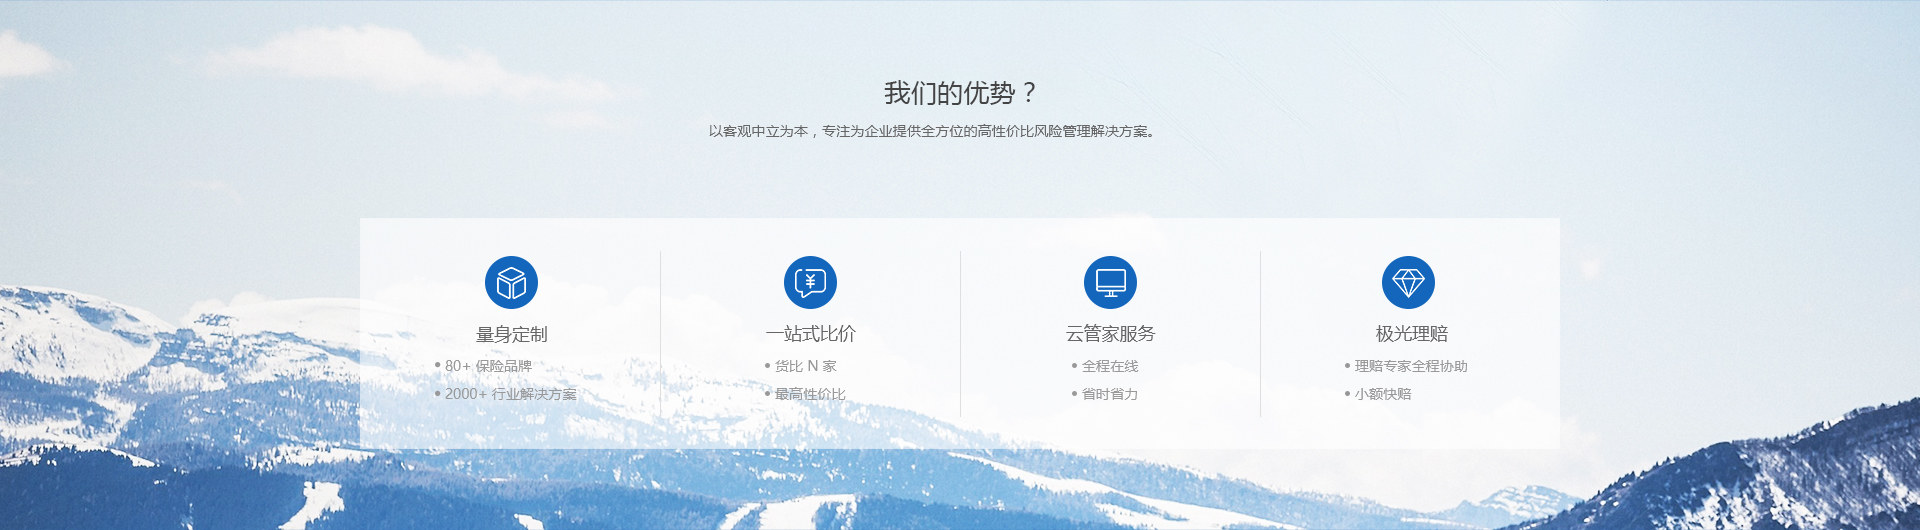 我们的优势？
以客观中立为本，专注为企业提供全方位的高性价比风险管理解决方案。
量身定制
• 80+ 保险品牌
• 2000+ 行业解决方案
一站式比价
• 货比 N 家
• 最高性价比
云管家服务
• 全程在线
• 省时省力
极光理赔
• 理赔专家全程协助
• 小额快赔